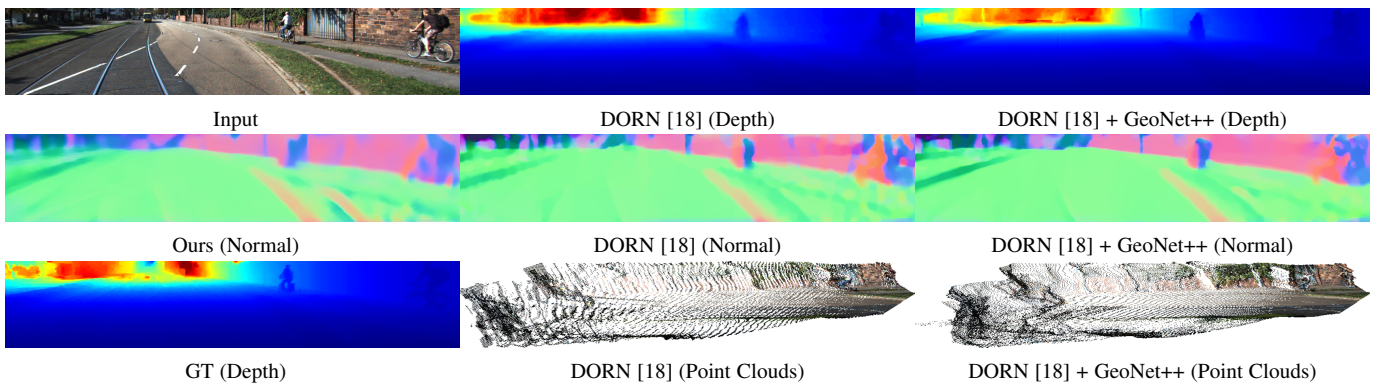 Input
DORN [18] (Depth)
DORN [18] + GeoNet++ (Depth)
Ours (Normal)
DORN [18] (Normal)
DORN [18] + GeoNet++ (Normal)
GT (Depth)
DORN [18] (Point Clouds)
DORN [18] + GeoNet++ (Point Clouds)